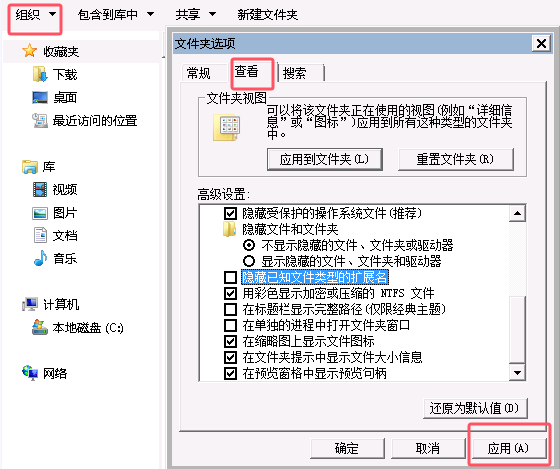 组织 包含到库中 共享 新建文件夹
收藏夹
下载
桌面
最近访问的位置
库
视频
图片
文档
音乐
计算机
本地磁盘 (C:)
网络
文件夹选项
常规 查看 搜索
文件夹视图
可以将该文件夹正在使用的视图(例如“详细信
息”或“图标”)应用到所有这种类型的文件夹
中。
应用到文件夹(L) 重置文件夹(R)
高级设置:
隐藏受保护的操作系统文件(推荐)
隐藏文件和文件夹
不显示隐藏的文件、文件夹或驱动器
显示隐藏的文件、文件夹和驱动器
隐藏已知文件类型的扩展名
用彩色显示加密或压缩的 NTFS 文件
在标题栏显示完整路径(仅限经典主题)
在单独的进程中打开文件夹窗口
在缩略图上显示文件图标
在文件夹提示中显示文件大小信息
在预览窗格中显示预览句柄
还原为默认值(D)
确定 取消 应用(A)